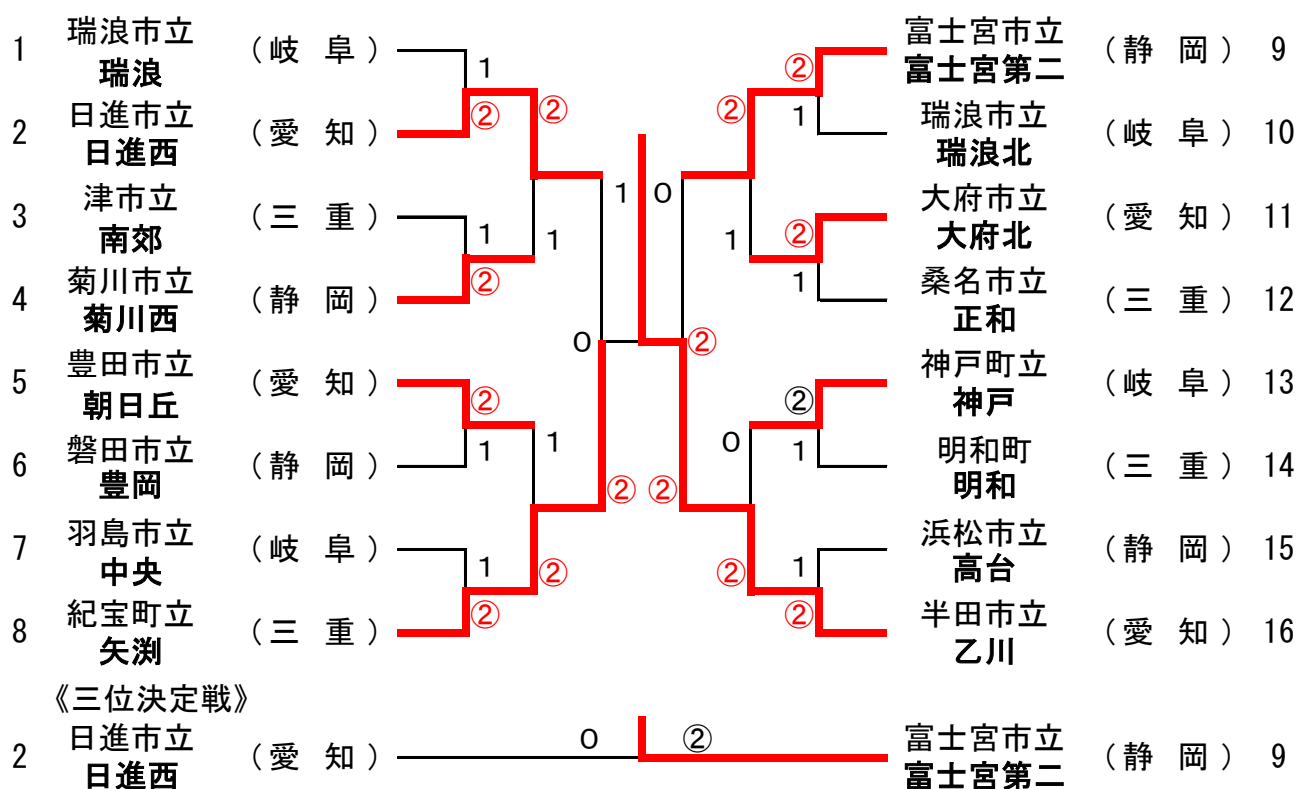 1 瑞浪市立 瑞浪 (岐 阜) 1
2 日進市立 日進西 (愛 知) ② ②
3 津市立 南郊 (三 重) 1 1
4 菊川市立 菊川西 (静 岡) ②
1 0
0 ②
5 豊田市立 朝日丘 (愛 知) ②
6 磐田市立 豊岡 (静 岡) 1 1
② ②
7 羽島市立 中央 (岐 阜) 1 ②
8 紀宝町立 矢渕 (三 重) ②
② 富士宮市立 富士宮第二 (静 岡) 9
② 1 瑞浪市立 瑞浪北 (岐 阜) 10
1 ② 大府市立 大府北 (愛 知) 11
1 桑名市立 正和 (三 重) 12
② 神戸町立 神戸 (岐 阜) 13
0 1 明和町 明和 (三 重) 14
② 1 浜松市立 高台 (静 岡) 15
② 半田市立 乙川 (愛 知) 16
《三位決定戦》
2 日進市立 日進西 (愛 知) 0 ② 富士宮市立 富士宮第二 (静 岡) 9